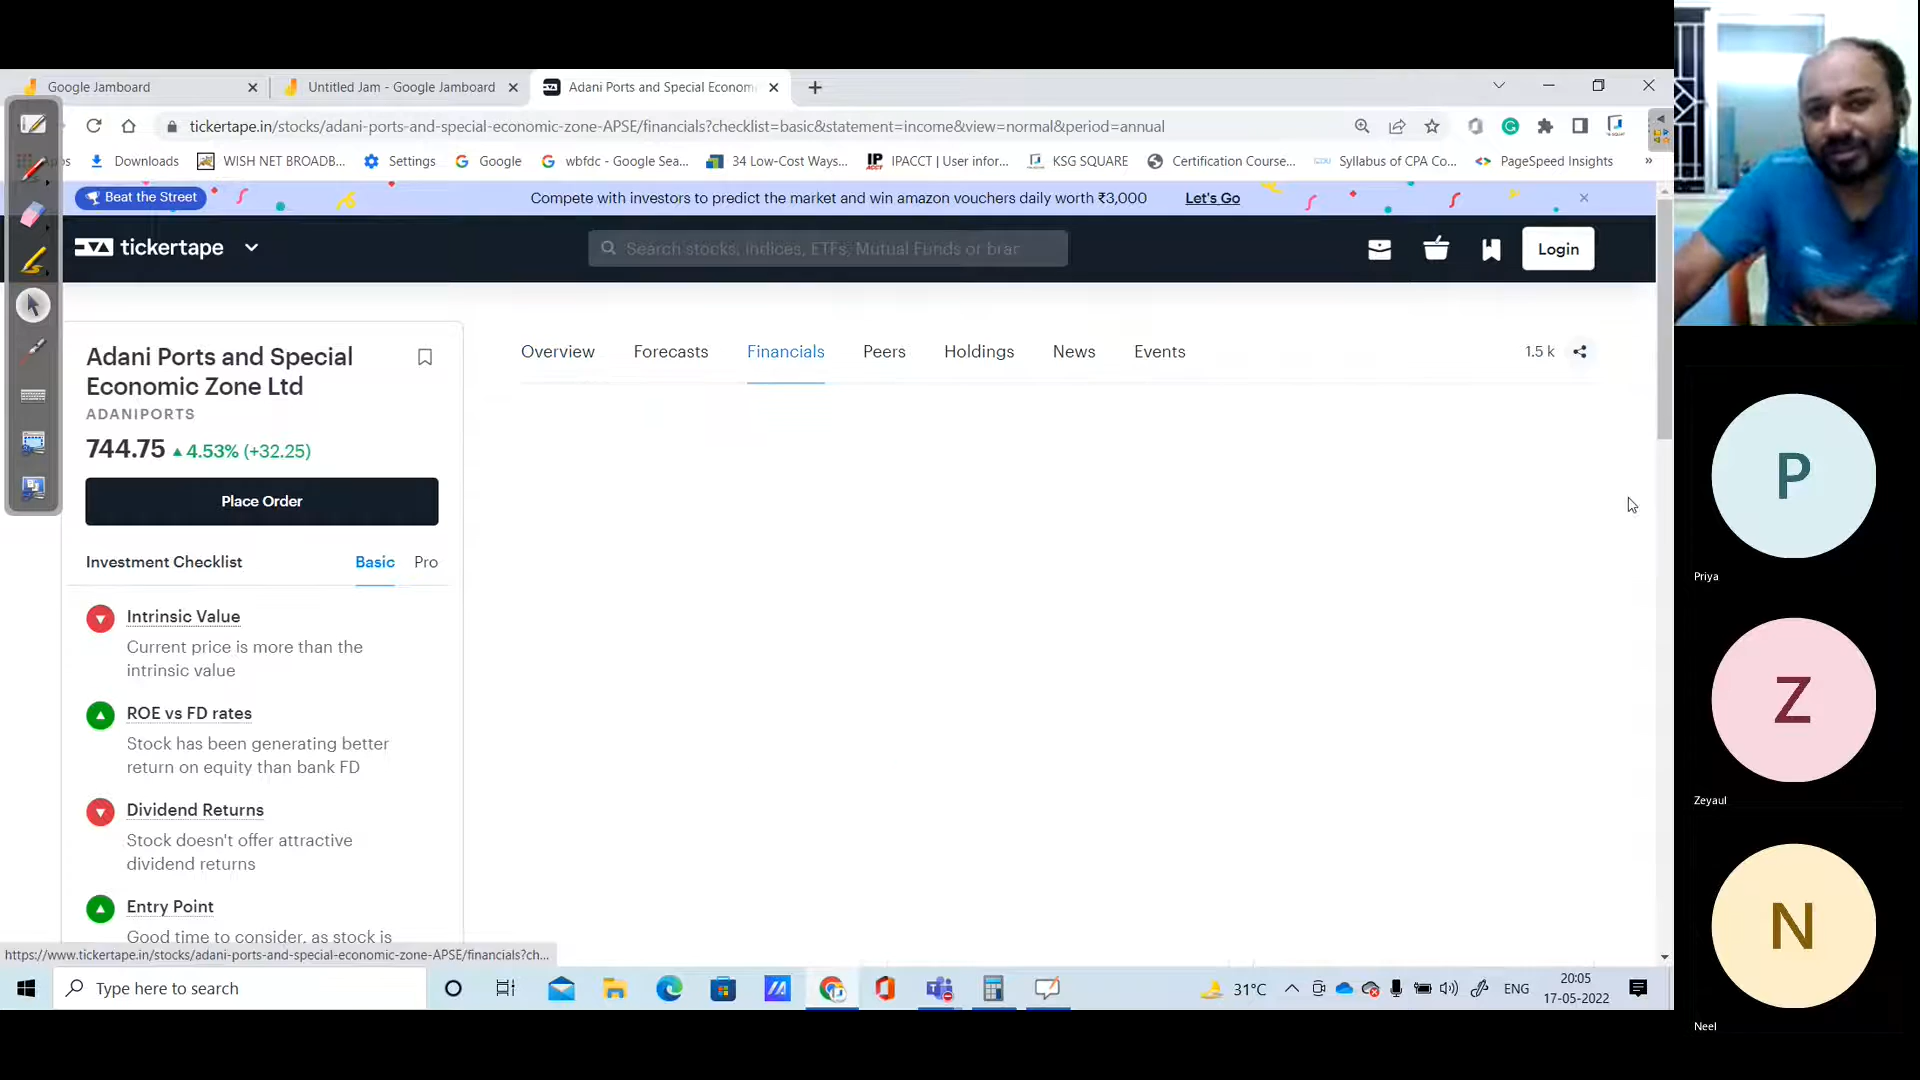 Google Jamboard
Untitled Jam - Google Jamboard
Adani Ports and Special Econom
tickertape.in/stocks/adani-ports-and-special-economic-zone-APSE/financials?checklist=basic&statement=income&view=normal&period=annual
Downloads
WISH NET BROADB...
Settings
Google
wbfdc - Google Sea...
34 Low-Cost Ways...
IPACCT | User infor...
KSG SQUARE
Certification Course...
Syllabus of CPA Co...
PageSpeed Insights
»
Beat the Street
Compete with investors to predict the market and win amazon vouchers daily worth ₹3,000
Let's Go
tickertape
Search stocks, indices, ETFs, Mutual Funds or brar
Login
Adani Ports and Special
Economic Zone Ltd
ADANIPORTS
744.75 ▲ 4.53% (+32.25)
Place Order
Investment Checklist
Basic
Pro
Intrinsic Value
Current price is more than the
intrinsic value
ROE vs FD rates
Stock has been generating better
return on equity than bank FD
Dividend Returns
Stock doesn't offer attractive
dividend returns
Entry Point
Good time to consider, as stock is
Overview
Forecasts
Financials
Peers
Holdings
News
Events
1.5 k
https://www.tickertape.in/stocks/adani-ports-and-special-economic-zone-APSE/financials?ch...
Type here to search
31°C
ENG
20:05
17-05-2022
P
Priya
Z
Zeyaul
N
Neel